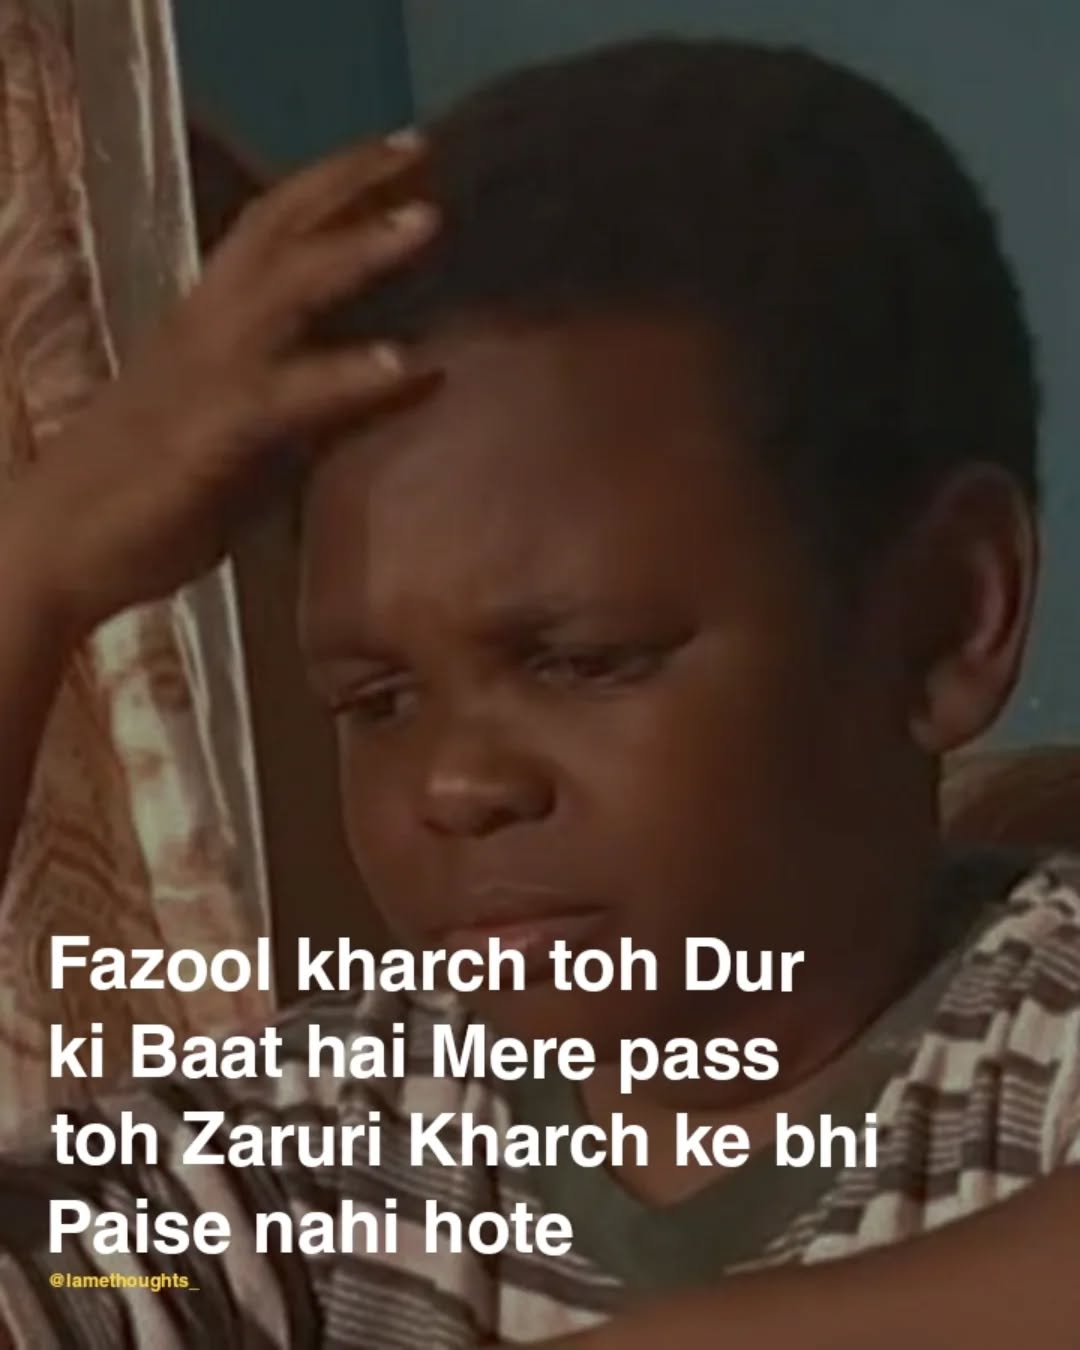 Fazool kharch toh Dur
ki Baat hai Mere pass
toh Zaruri Kharch ke bhi
Paise nahi hote
@lamethoughts_